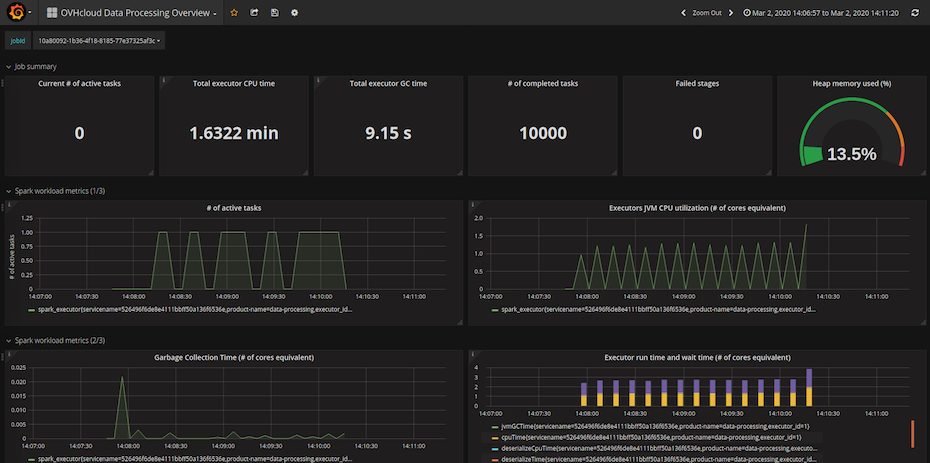 OVHcloud Data Processing Overview
Zoom Out
Mar 2, 2020 14:06:57 to Mar 2, 2020 14:11:20
jobId
10a80092-1b36-4f18-8185-77e37325af3c
Job summary
Current # of active tasks
Total executor CPU time
Total executor GC time
# of completed tasks
Failed stages
Heap memory used (%)
0
1.6322 min
9.15 s
10000
0
13.5%
Spark workload metrics (1/3)
# of active tasks
# of active tasks
1.25
1.00
0.75
0.50
0.25
0
14:07:00 14:07:30 14:08:00 14:08:30 14:09:00 14:09:30 14:10:00 14:10:30 14:11:00
spark_executor{servicename=526496f6de8e4111bbff50a136f6536e,product-name=data-processing,executor_id...
Executors JVM CPU utilization (# of cores equivalent)
2.0
1.5
1.0
0.5
0
14:07:00 14:07:30 14:08:00 14:08:30 14:09:00 14:09:30 14:10:00 14:10:30 14:11:00
spark_executor{servicename=526496f6de8e4111bbff50a136f6536e,product-name=data-processing,executor_id...
Spark workload metrics (2/3)
Garbage Collection Time (# of cores equivalent)
0.025
0.020
0.015
0.010
0.005
0
14:07:00 14:07:30 14:08:00 14:08:30 14:09:00 14:09:30 14:10:00 14:10:30 14:11:00
spark_executor{servicename=526496f6de8e4111bbff50a136f6536e,product-name=data-processing,executor_id...
Executor run time and wait time (# of cores equivalent)
4
3
2
1
0
14:07:00 14:07:30 14:08:00 14:08:30 14:09:00 14:09:30 14:10:00 14:10:30 14:11:00
jvmGCTime{servicename=526496f6de8e4111bbff50a136f6536e,product-name=data-processing,executor_id=1}
cpuTime{servicename=526496f6de8e4111bbff50a136f6536e,product-name=data-processing,executor_id=1}
deserializeCpuTime{servicename=526496f6de8e4111bbff50a136f6536e,product-name=data-processing,executo...
deserializeTime{servicename=526496f6de8e4111bbff50a136f6536e,product-name=data-processing,executor_id...